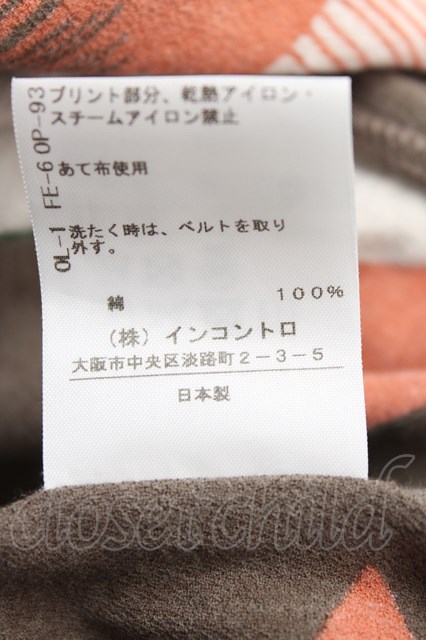 プリント部分、乾熱アイロン・
スチームアイロン禁止
あて布使用
洗たく時は、ベルトを取り
外す。
綿 100%
（株）インコントロ
大阪市中央区淡路町２－３－５
日本製
OL-1 FE-6 OP-93
closet child